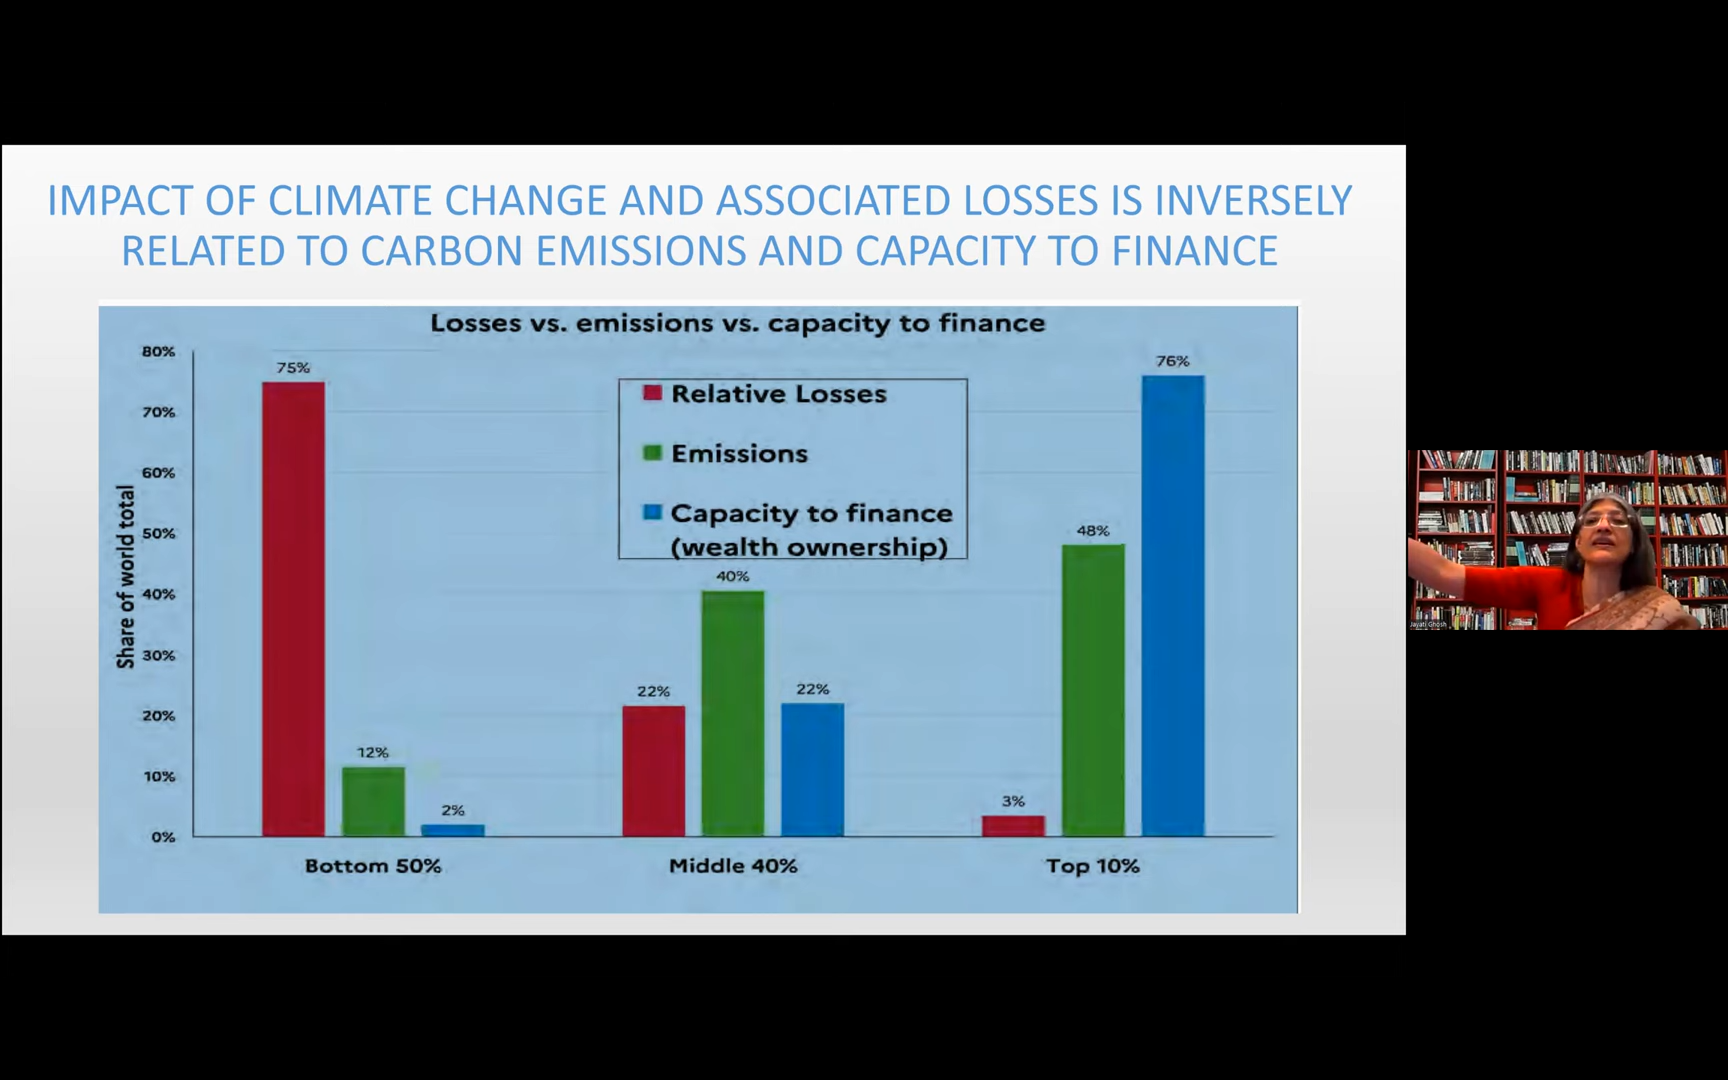 IMPACT OF CLIMATE CHANGE AND ASSOCIATED LOSSES IS INVERSELY
RELATED TO CARBON EMISSIONS AND CAPACITY TO FINANCE
Losses vs. emissions vs. capacity to finance
Share of world total
80%
70%
60%
50%
40%
30%
20%
10%
0%
Relative Losses
Emissions
Capacity to finance
(wealth ownership)
75%
12%
2%
22%
40%
22%
3%
48%
76%
Bottom 50%
Middle 40%
Top 10%
Jayati Ghosh